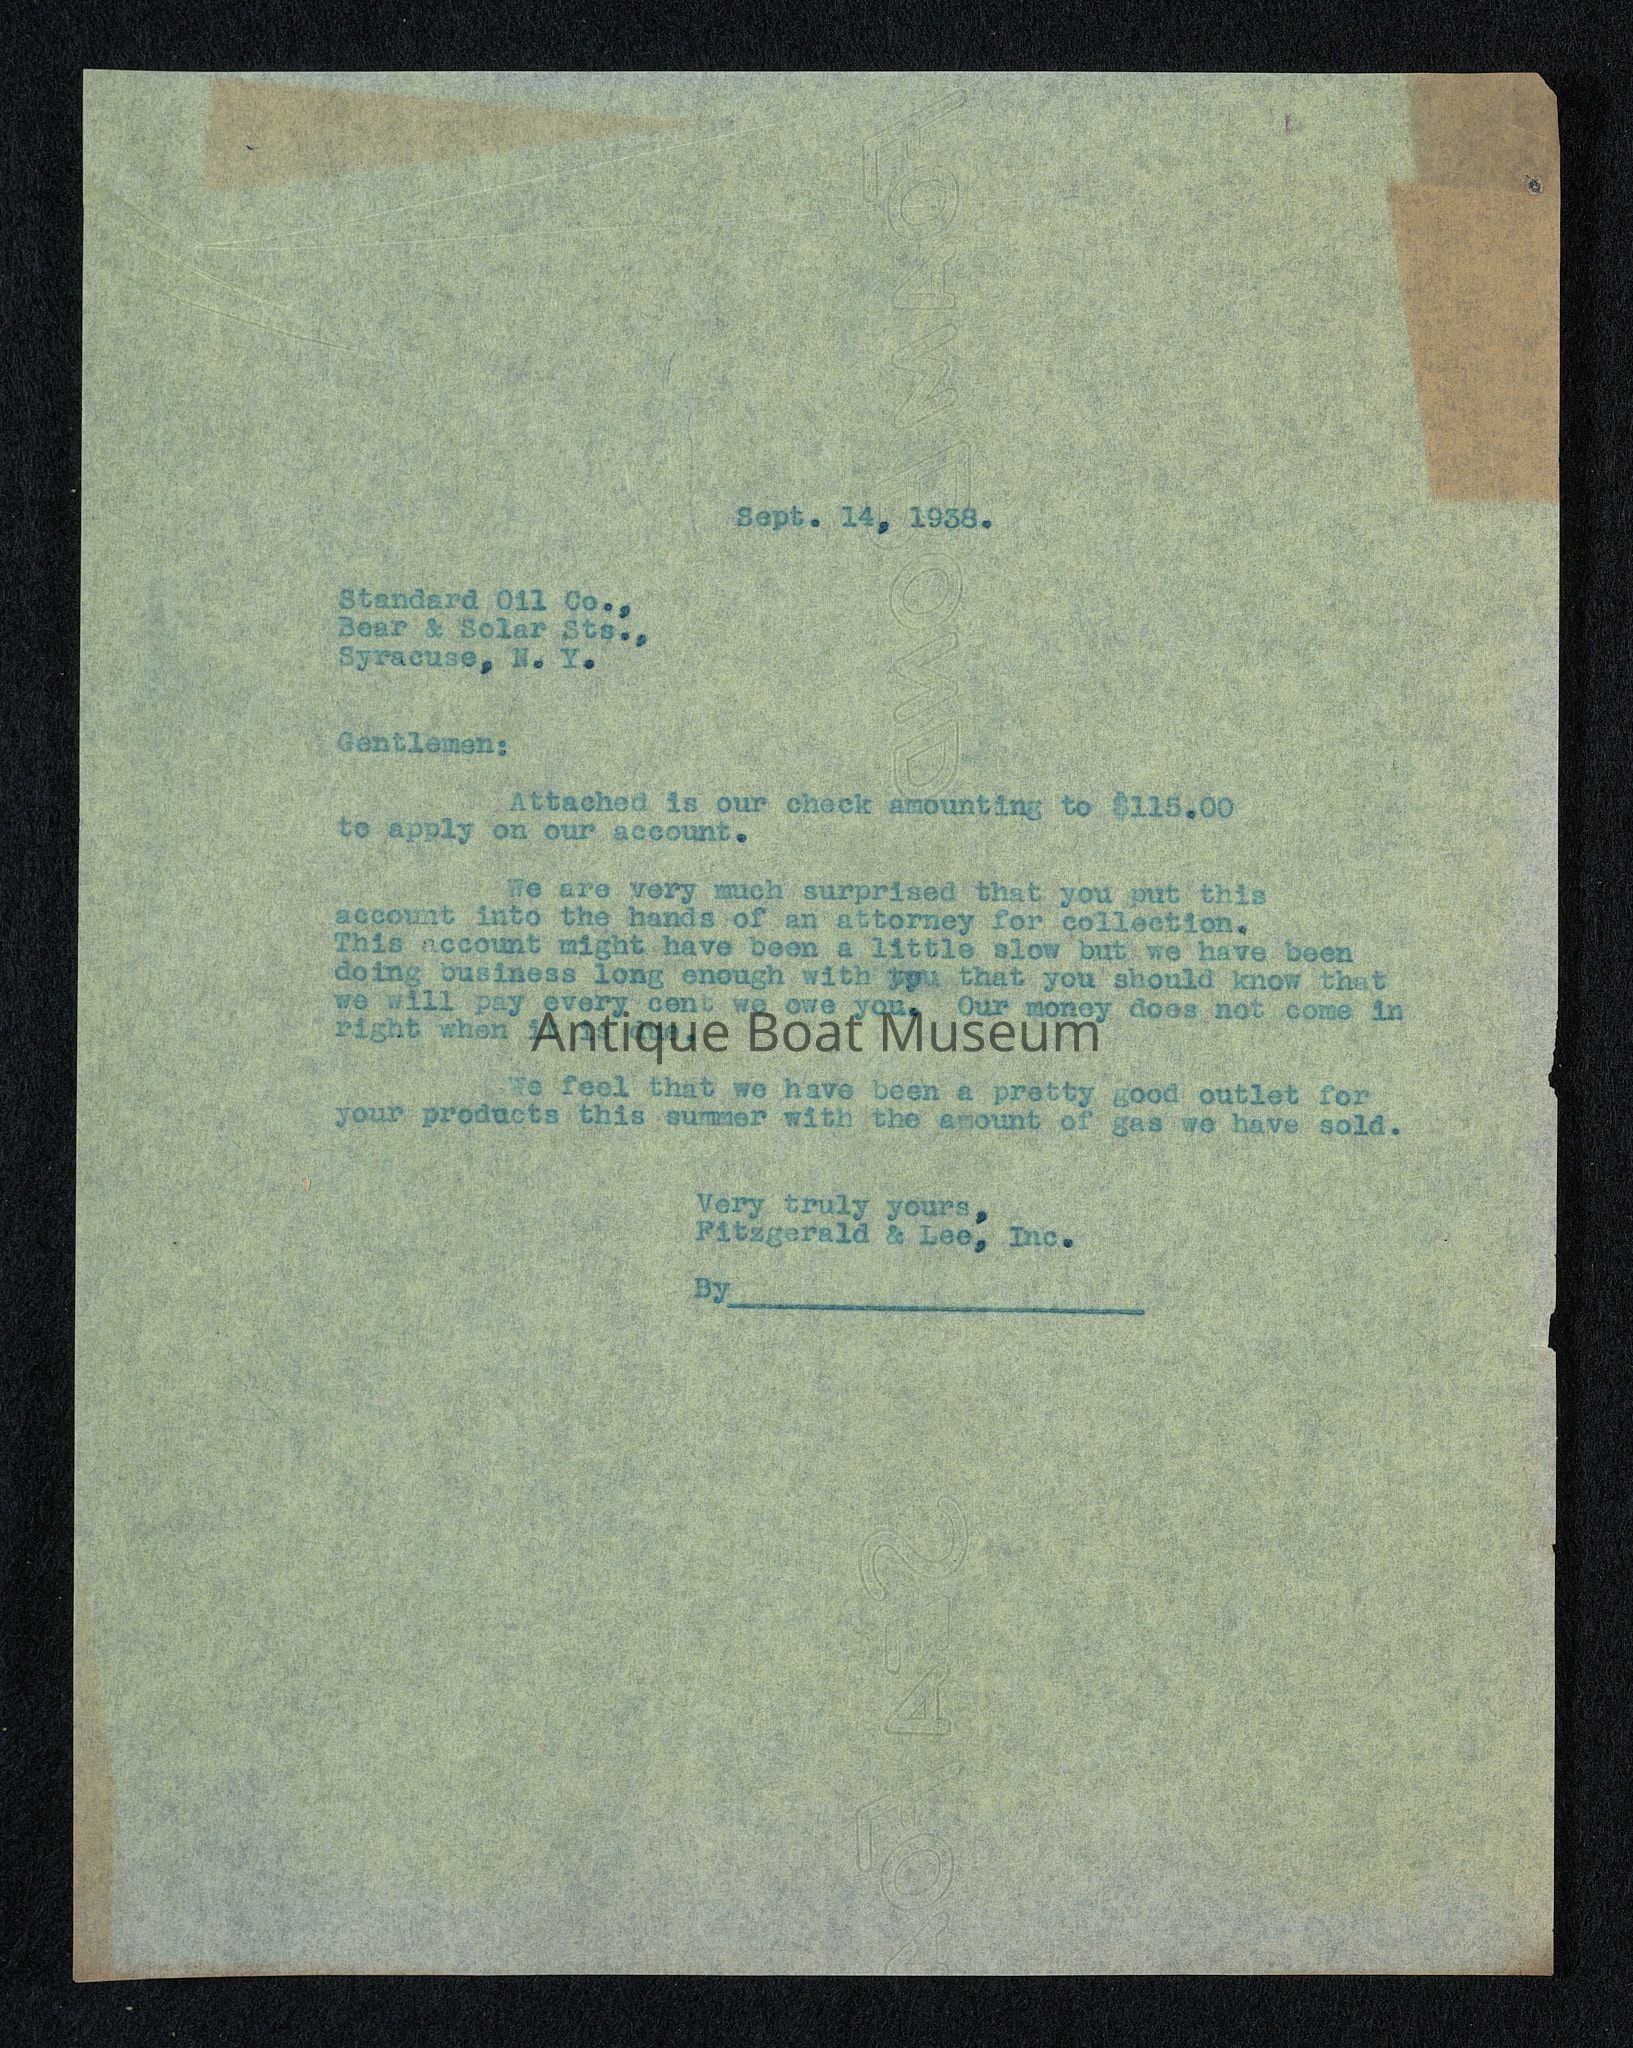 Sept. 14, 1938.
Standard Oil Co.,
Bear & Solar Sts.,
Syracuse, N. Y.
Gentlemen:
Attached is our check amounting to $115.00
to apply on our account.
We are very much surprised that you put this
account into the hands of an attorney for collection.
This account might have been a little slow but we have been
doing business long enough with you that you should know that
we will pay every cent we owe you. Our money does not come in
right when it is due.
Antique Boat Museum
We feel that we have been a pretty good outlet for
your products this summer with the amount of gas we have sold.
Very truly yours,
Fitzgerald & Lee, Inc.
By